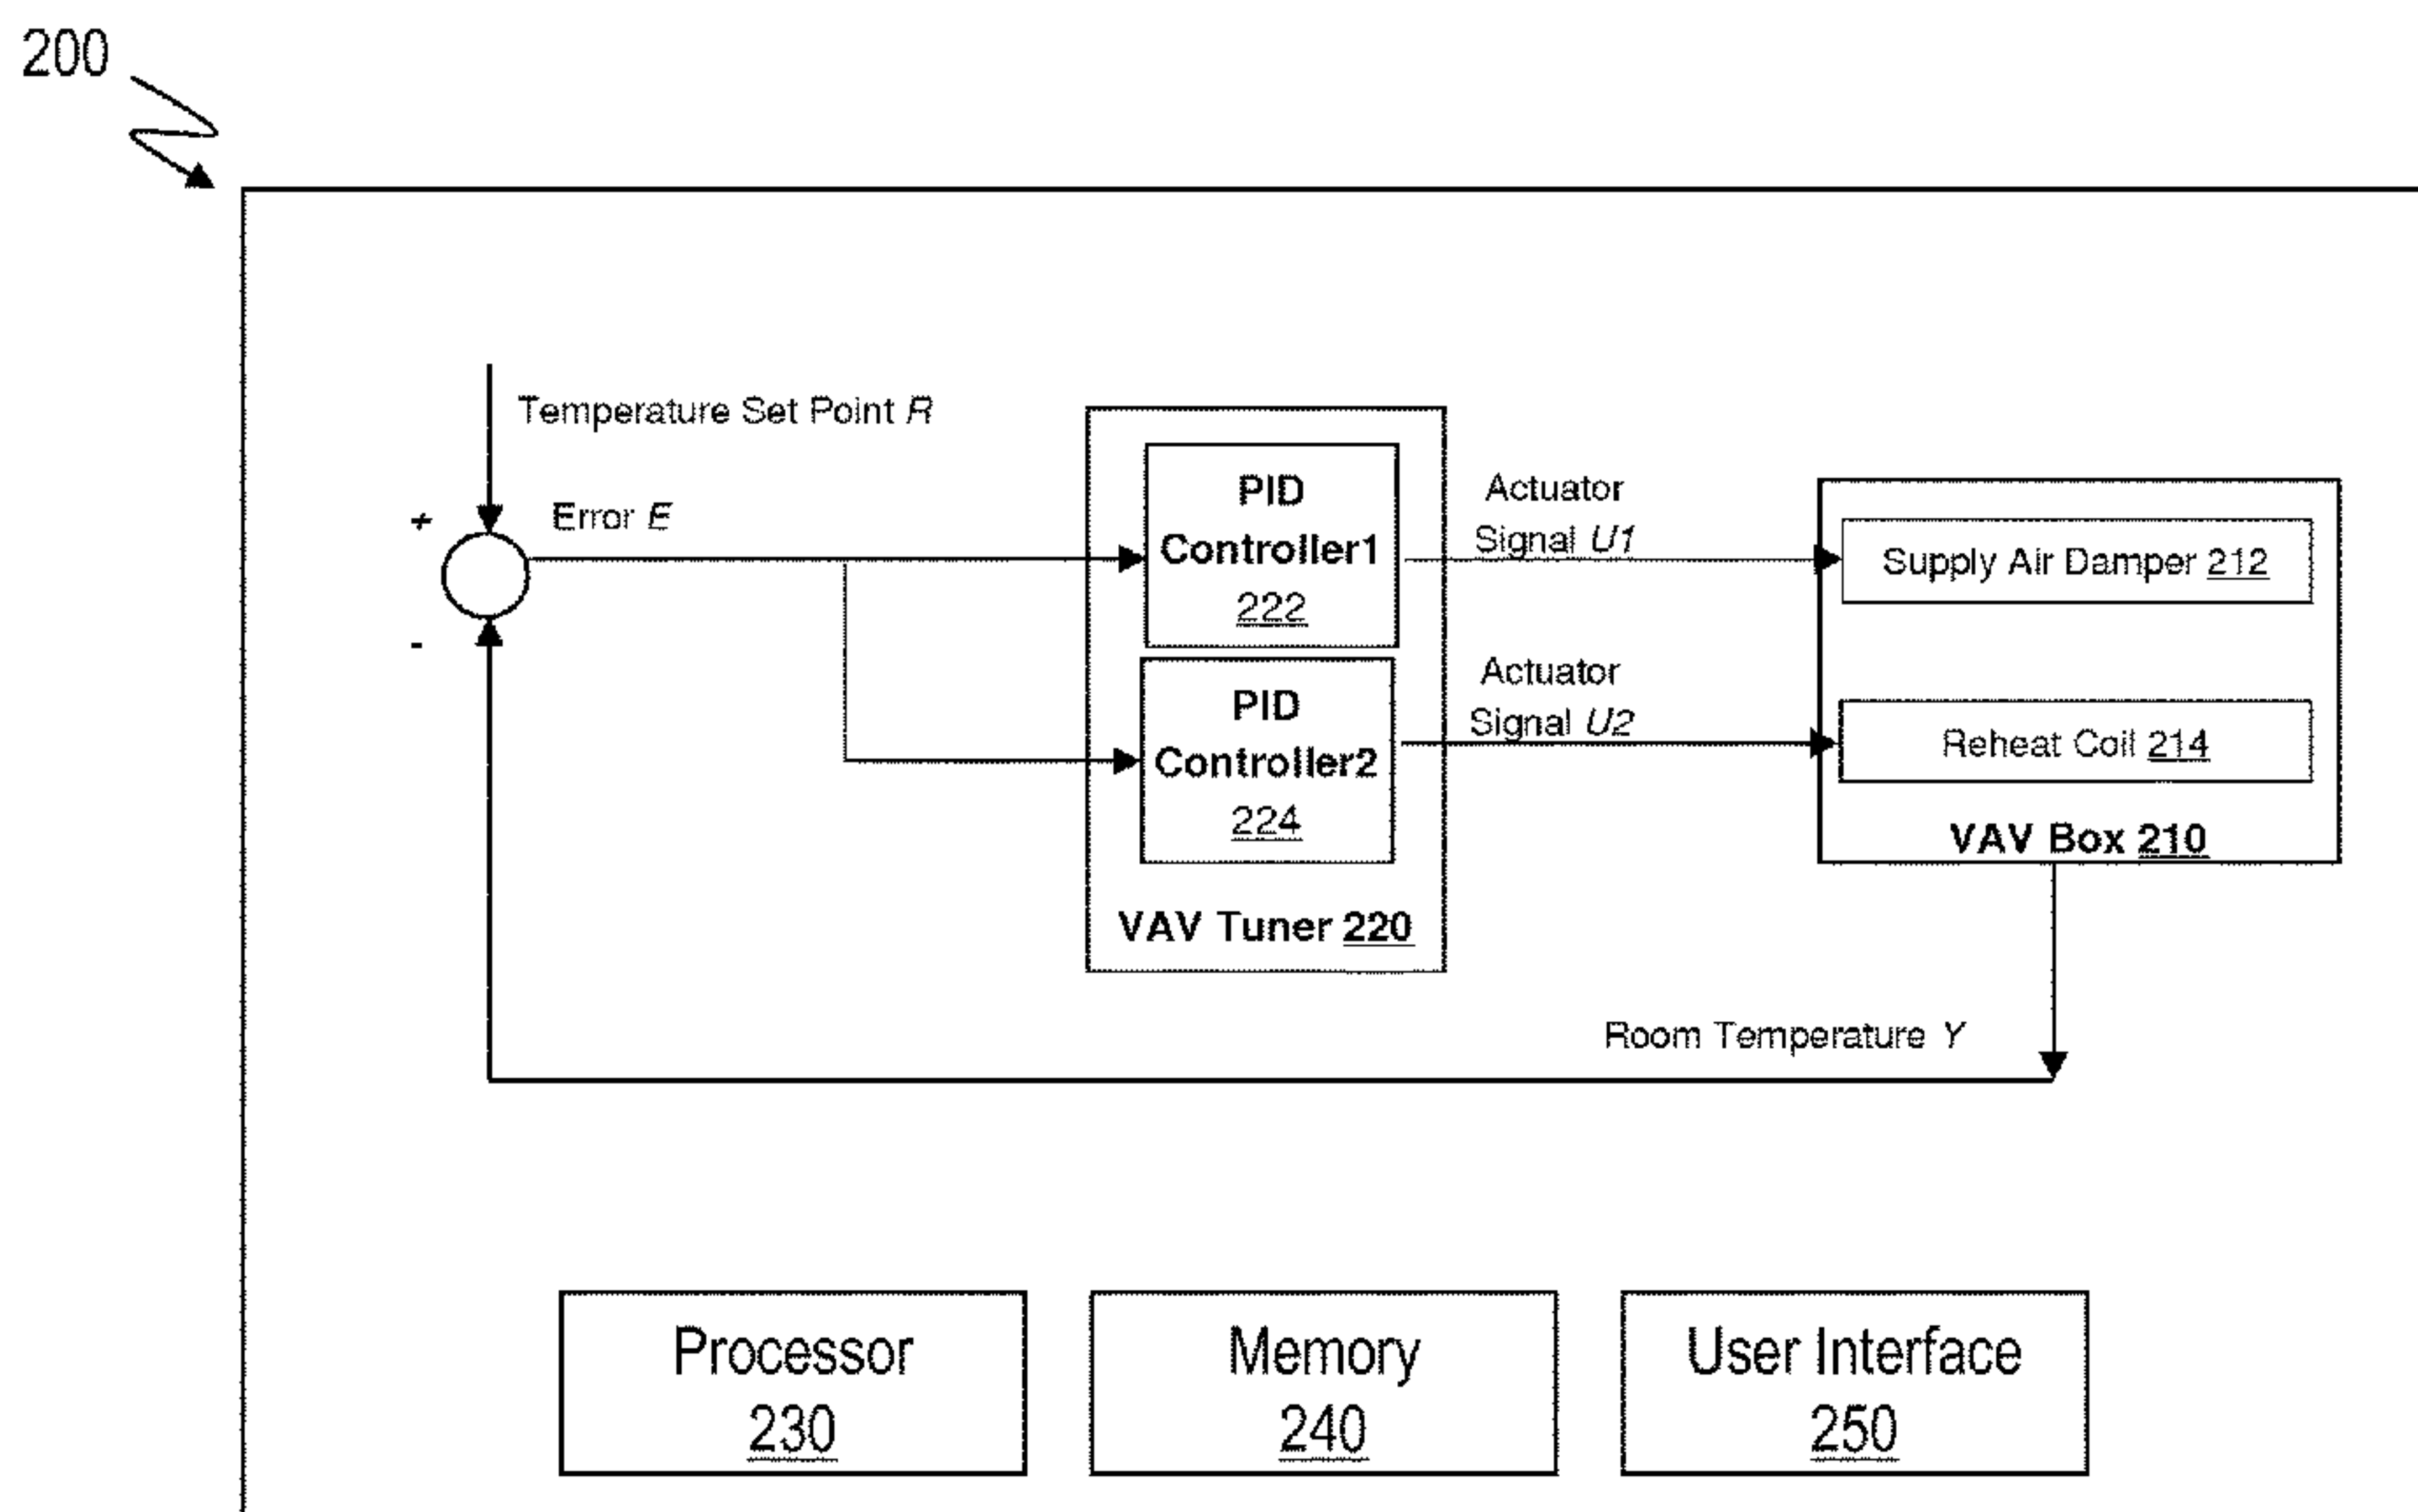 200
Temperature Set Point R
+
Error E
-
PID
Controller1
222
PID
Controller2
224
VAV Tuner 220
Actuator
Signal U1
Actuator
Signal U2
Supply Air Damper 212
Reheat Coil 214
VAV Box 210
Room Temperature Y
Processor
230
Memory
240
User Interface
250